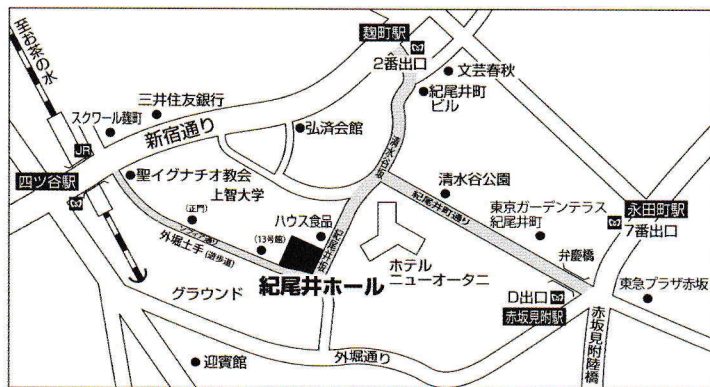 至お茶の水
麹町駅
2番出口
文芸春秋
紀尾井町
ビル
三井住友銀行
スクワール麹町
新宿通り
弘済会館
JR
四ツ谷駅
聖イグナチオ教会
上智大学
(正門)
ソフィア通り
外堀土手(遊歩道)
(13号館)
ハウス食品
紀尾井坂
清水谷坂
清水谷公園
紀尾井町通り
東京ガーデンテラス
紀尾井町
永田町駅
7番出口
弁慶橋
ホテル
ニューオータニ
紀尾井ホール
グラウンド
D出口
赤坂見附駅
東急プラザ赤坂
赤坂見附陸橋
外堀通り
迎賓館